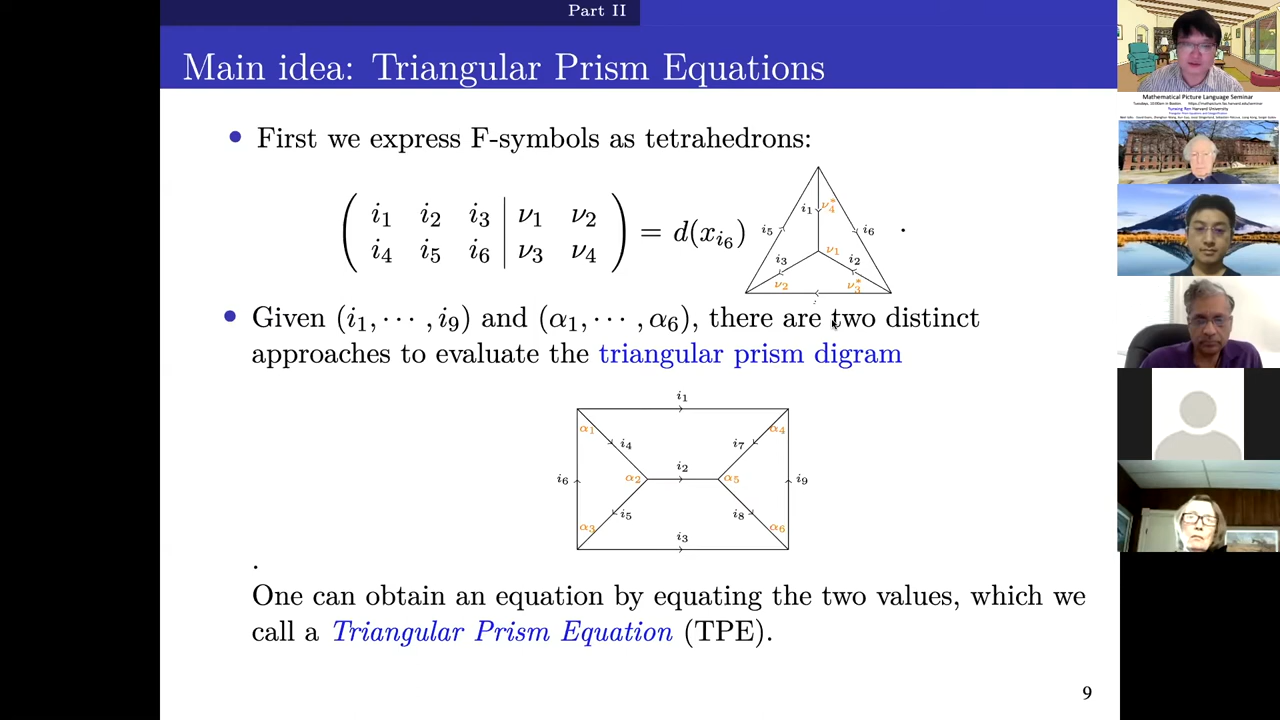 Part II
Main idea: Triangular Prism Equations
• First we express F-symbols as tetrahedrons:
( i₁ i₂ i₃ | ν₁ ν₂
i₄ i₅ i₆ | ν₃ ν₄ ) = d(x_{i₆})
i₁ ν₄* i₅ i₆ ν₁ i₃ i₂ ν₂ ν₃* .
• Given (i₁, ⋯ , i₉) and (α₁, ⋯ , α₆), there are two distinct
approaches to evaluate the triangular prism digram
i₁
α₁ i₄ i₇ α₄
i₆ α₂ i₂ α₅ i₉
α₃ i₅ i₈ α₆
i₃
.
One can obtain an equation by equating the two values, which we
call a Triangular Prism Equation (TPE).
9
Mathematical Picture Language Seminar